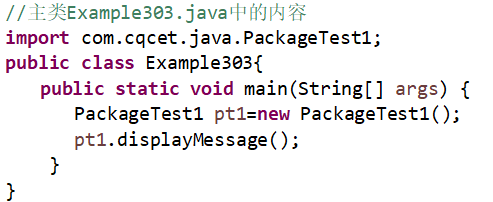 //主类Example303.java中的内容
import com.cqcet.java.PackageTest1;
public class Example303{
public static void main(String[] args) {
PackageTest1 pt1=new PackageTest1();
pt1.displayMessage();
}
}